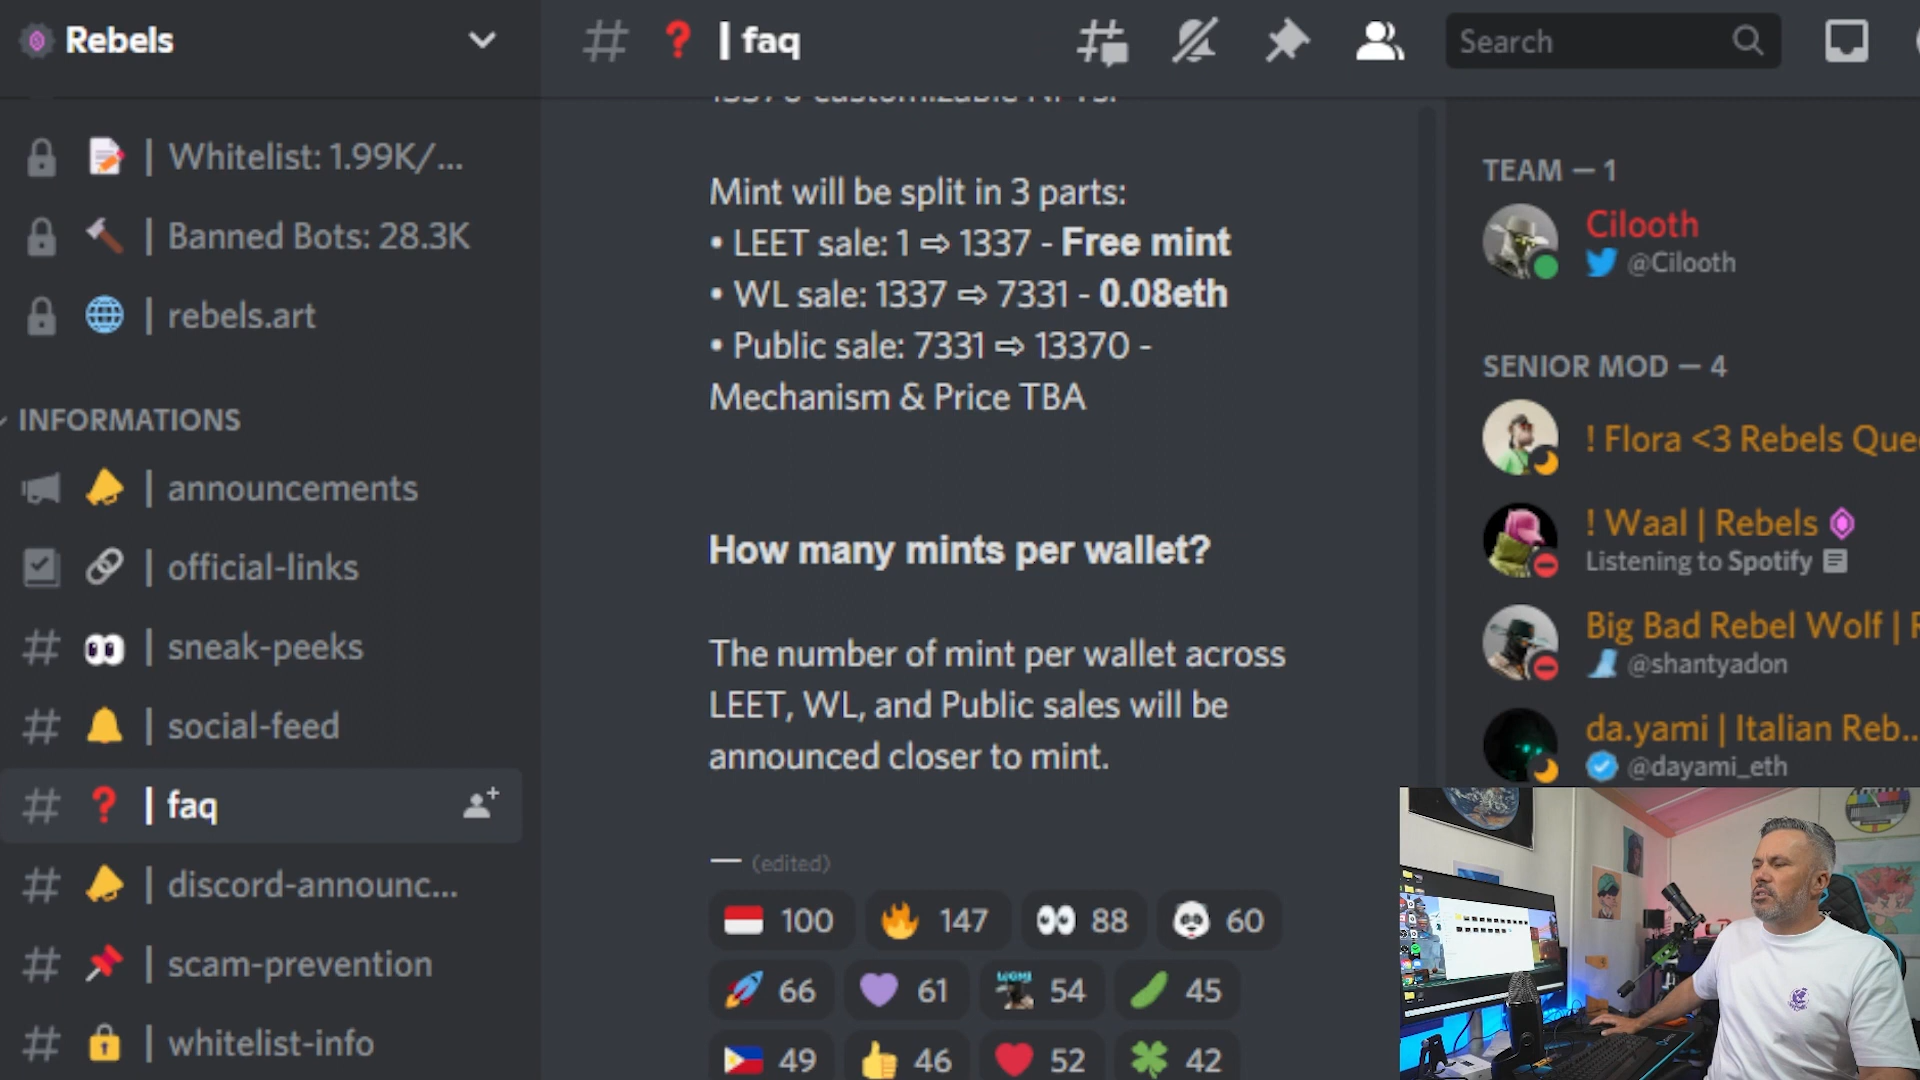 Rebels
| Whitelist: 1.99K/...
| Banned Bots: 28.3K
| rebels.art
INFORMATIONS
| announcements
| official-links
| sneak-peeks
| social-feed
| faq
| discord-announc...
| scam-prevention
| whitelist-info
| faq
Search
13370 customizable NFTs.
Mint will be split in 3 parts:
• LEET sale: 1 ⇨ 1337 - Free mint
• WL sale: 1337 ⇨ 7331 - 0.08eth
• Public sale: 7331 ⇨ 13370 -
Mechanism & Price TBA
How many mints per wallet?
The number of mint per wallet across
LEET, WL, and Public sales will be
announced closer to mint.
— (edited)
100 147 88 60
66 61 54 45
49 46 52 42
TEAM — 1
Cilooth
@Cilooth
SENIOR MOD — 4
! Flora <3 Rebels Que
! Waal | Rebels
Listening to Spotify
Big Bad Rebel Wolf |
@shantyadon
da.yami | Italian Reb...
@dayami_eth